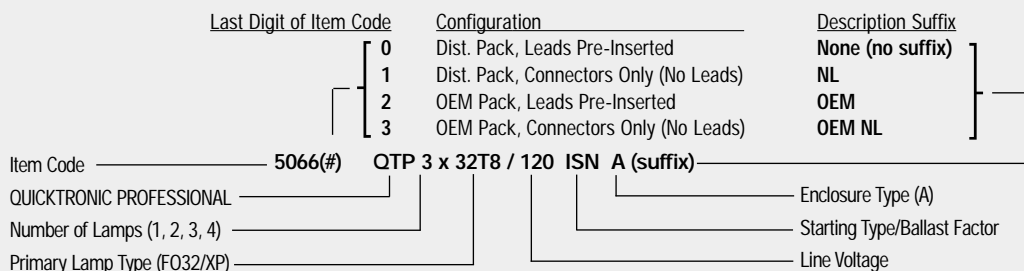 Last Digit of Item Code Configuration Description Suffix
0 Dist. Pack, Leads Pre-Inserted None (no suffix)
1 Dist. Pack, Connectors Only (No Leads) NL
2 OEM Pack, Leads Pre-Inserted OEM
3 OEM Pack, Connectors Only (No Leads) OEM NL
Item Code 5066(#) QTP 3 x 32T8 / 120 ISN A (suffix)
QUICKTRONIC PROFESSIONAL Enclosure Type (A)
Number of Lamps (1, 2, 3, 4) Starting Type/Ballast Factor
Primary Lamp Type (FO32/XP) Line Voltage